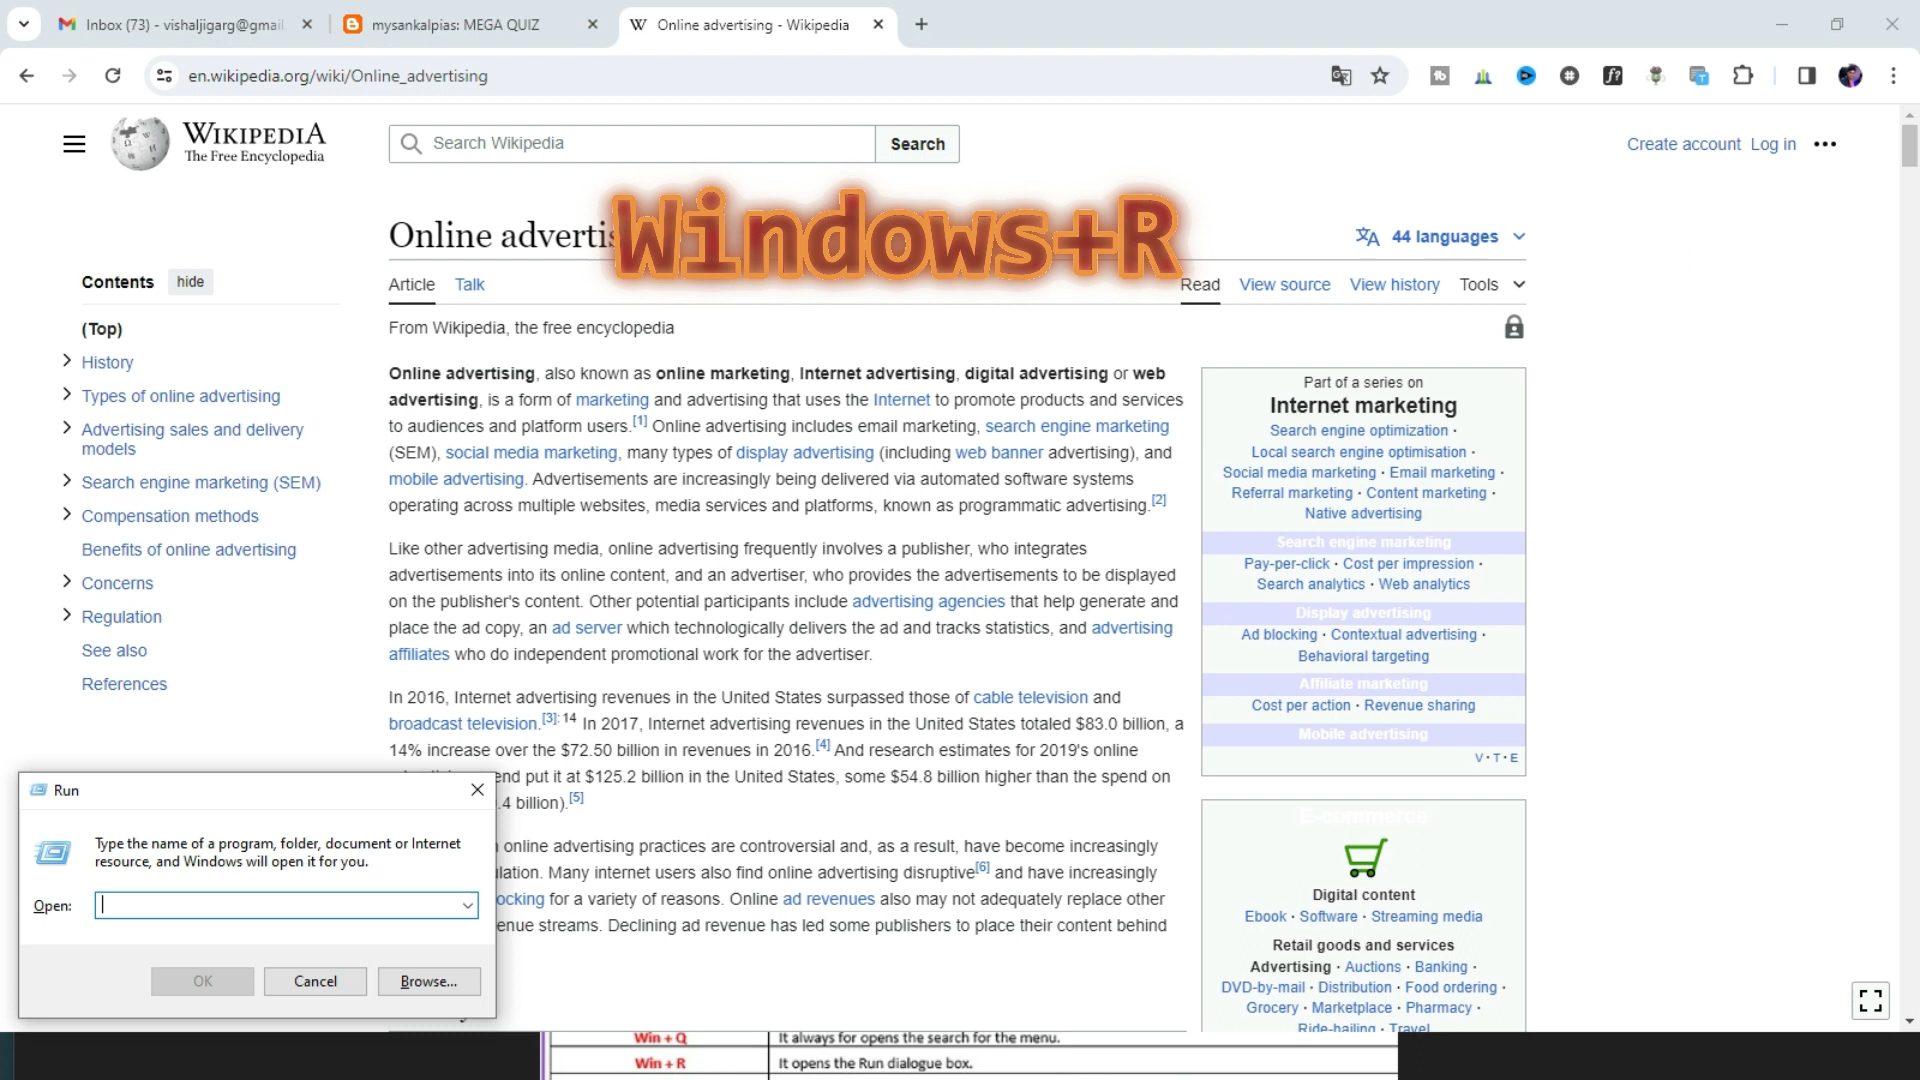 Inbox (73) - vishaljigarg@gmail
mysankalpias: MEGA QUIZ
Online advertising - Wikipedia
en.wikipedia.org/wiki/Online_advertising
WIKIPEDIA
The Free Encyclopedia
Search Wikipedia
Search
Create account Log in
Windows+R
Online advertis
44 languages
Article Talk
Read View source View history Tools
From Wikipedia, the free encyclopedia
Contents hide
(Top)
History
Types of online advertising
Advertising sales and delivery
models
Search engine marketing (SEM)
Compensation methods
Benefits of online advertising
Concerns
Regulation
See also
References
Online advertising, also known as online marketing, Internet advertising, digital advertising or web
advertising, is a form of marketing and advertising that uses the Internet to promote products and services
to audiences and platform users.[1] Online advertising includes email marketing, search engine marketing
(SEM), social media marketing, many types of display advertising (including web banner advertising), and
mobile advertising. Advertisements are increasingly being delivered via automated software systems
operating across multiple websites, media services and platforms, known as programmatic advertising.[2]
Like other advertising media, online advertising frequently involves a publisher, who integrates
advertisements into its online content, and an advertiser, who provides the advertisements to be displayed
on the publisher's content. Other potential participants include advertising agencies that help generate and
place the ad copy, an ad server which technologically delivers the ad and tracks statistics, and advertising
affiliates who do independent promotional work for the advertiser.
In 2016, Internet advertising revenues in the United States surpassed those of cable television and
broadcast television.[3]: 14 In 2017, Internet advertising revenues in the United States totaled $83.0 billion, a
14% increase over the $72.50 billion in revenues in 2016.[4] And research estimates for 2019's online
end put it at $125.2 billion in the United States, some $54.8 billion higher than the spend on
.4 billion).[5]
online advertising practices are controversial and, as a result, have become increasingly
lation. Many internet users also find online advertising disruptive[6] and have increasingly
ocking for a variety of reasons. Online ad revenues also may not adequately replace other
enue streams. Declining ad revenue has led some publishers to place their content behind
Part of a series on
Internet marketing
Search engine optimization ·
Local search engine optimisation ·
Social media marketing · Email marketing ·
Referral marketing · Content marketing ·
Native advertising
Search engine marketing
Pay-per-click · Cost per impression ·
Search analytics · Web analytics
Display advertising
Ad blocking · Contextual advertising ·
Behavioral targeting
Affiliate marketing
Cost per action · Revenue sharing
Mobile advertising
V · T · E
E-commerce
Digital content
Ebook · Software · Streaming media
Retail goods and services
Advertising · Auctions · Banking ·
DVD-by-mail · Distribution · Food ordering ·
Grocery · Marketplace · Pharmacy ·
Ride-hailing · Travel
Run
Type the name of a program, folder, document or Internet
resource, and Windows will open it for you.
Open:
OK Cancel Browse...
Win + Q It always for opens the search for the menu.
Win + R It opens the Run dialogue box.